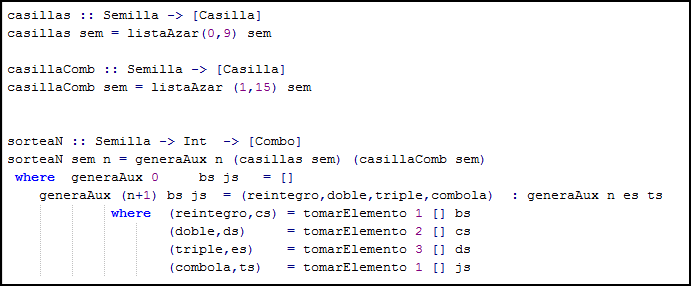 casillas :: Semilla -> [Casilla]
casillas sem = listaAzar(0,9) sem
casillaComb :: Semilla -> [Casilla]
casillaComb sem = listaAzar (1,15) sem
sorteaN :: Semilla -> Int  -> [Combo]
sorteaN sem n = generaAux n (casillas sem) (casillaComb sem)
 where  generaAux 0     bs js   = []
    generaAux (n+1) bs js  = (reintegro,doble,triple,combola)  : generaAux n es ts
             where  (reintegro,cs) = tomarElemento 1 [] bs
                    (doble,ds)     = tomarElemento 2 [] cs
                    (triple,es)    = tomarElemento 3 [] ds
                    (combola,ts)   = tomarElemento 1 [] js